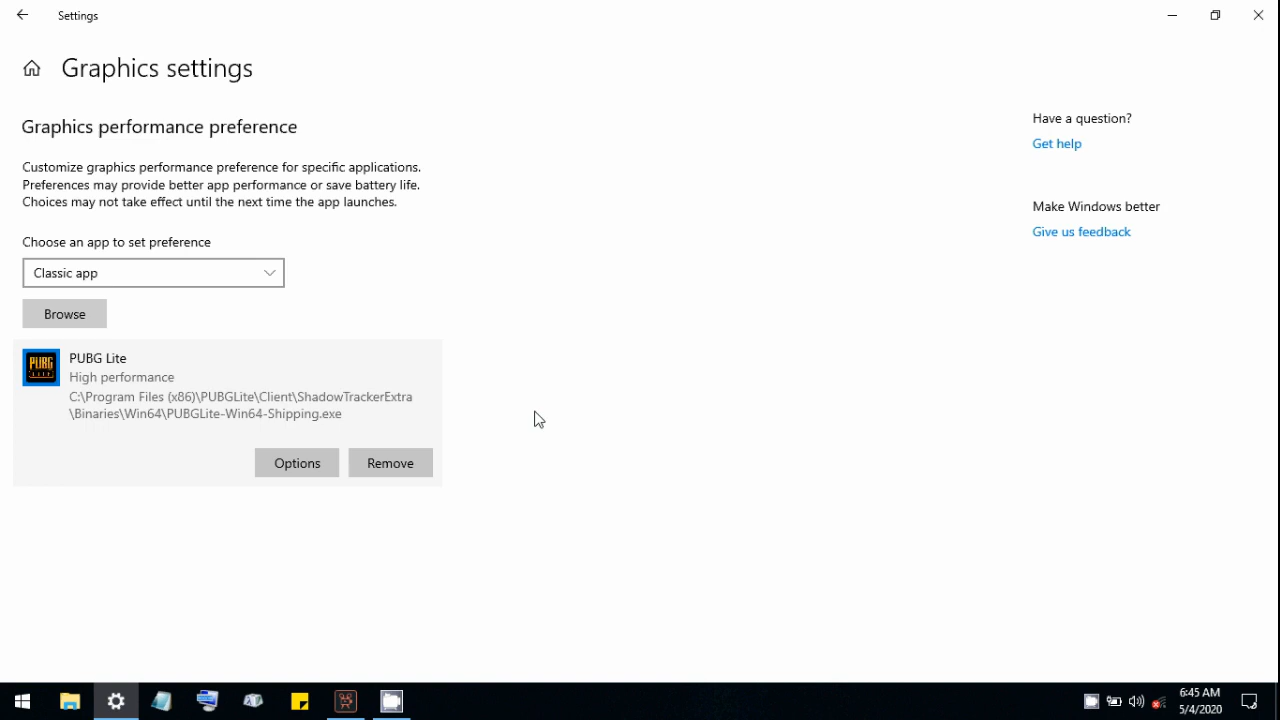 Settings
Graphics settings
Graphics performance preference
Customize graphics performance preference for specific applications.
Preferences may provide better app performance or save battery life.
Choices may not take effect until the next time the app launches.
Choose an app to set preference
Classic app
Browse
PUBG
LITE
PUBG Lite
High performance
C:\Program Files (x86)\PUBGLite\Client\ShadowTrackerExtra
\Binaries\Win64\PUBGLite-Win64-Shipping.exe
Options
Remove
Have a question?
Get help
Make Windows better
Give us feedback
6:45 AM
5/4/2020